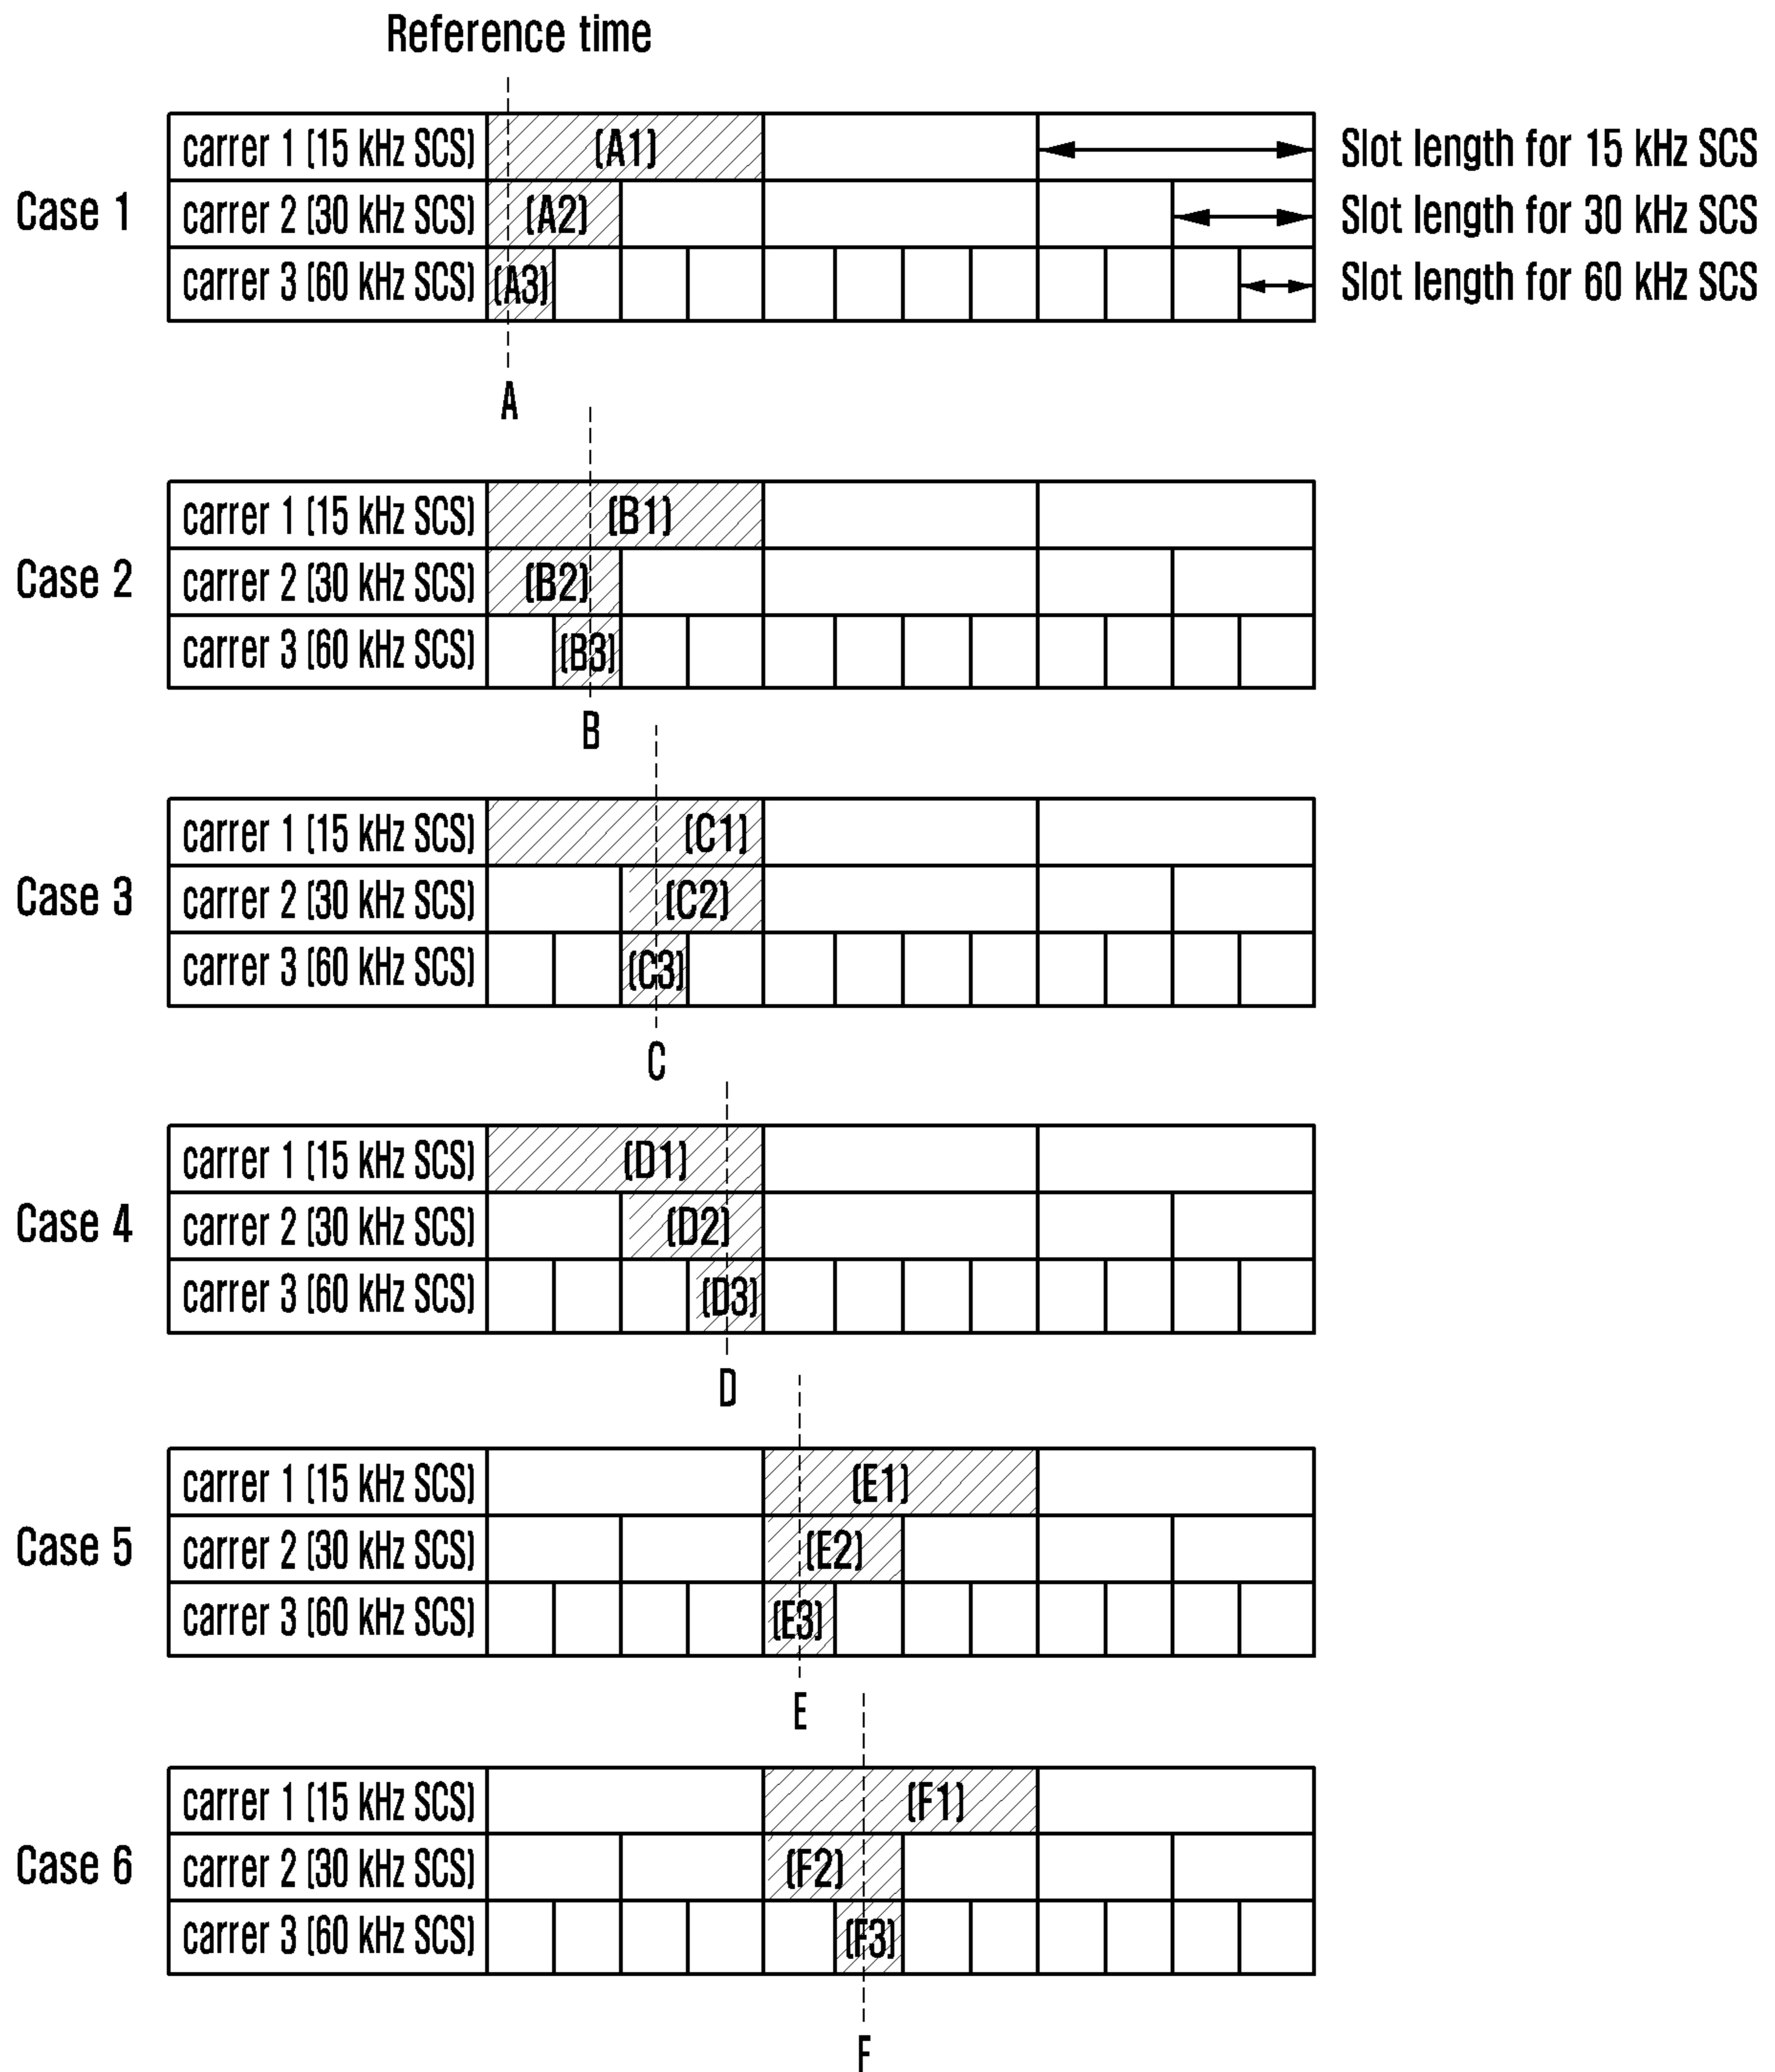 Reference time
carrer 1 (15 kHz SCS) (A1) Slot length for 15 kHz SCS
Case 1 carrer 2 (30 kHz SCS) (A2) Slot length for 30 kHz SCS
carrer 3 (60 kHz SCS) (A3) Slot length for 60 kHz SCS
A
carrer 1 (15 kHz SCS) (B1)
Case 2 carrer 2 (30 kHz SCS) (B2)
carrer 3 (60 kHz SCS) (B3)
B
carrer 1 (15 kHz SCS) (C1)
Case 3 carrer 2 (30 kHz SCS) (C2)
carrer 3 (60 kHz SCS) (C3)
C
carrer 1 (15 kHz SCS) (D1)
Case 4 carrer 2 (30 kHz SCS) (D2)
carrer 3 (60 kHz SCS) (D3)
D
carrer 1 (15 kHz SCS) (E1)
Case 5 carrer 2 (30 kHz SCS) (E2)
carrer 3 (60 kHz SCS) (E3)
E
carrer 1 (15 kHz SCS) (F1)
Case 6 carrer 2 (30 kHz SCS) (F2)
carrer 3 (60 kHz SCS) (F3)
F